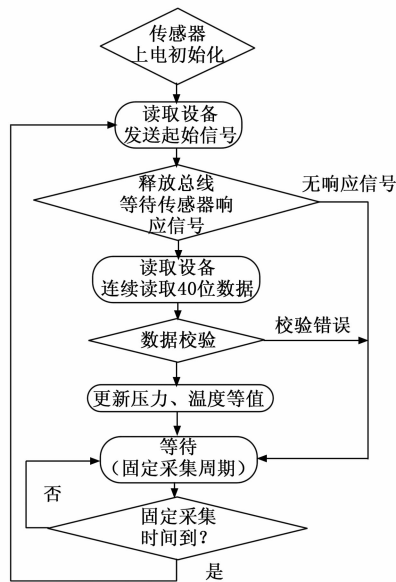 传感器
上电初始化
读取设备
发送起始信号
释放总线
等待传感器响
应信号
无响应信号
读取设备
连续读取40位数据
数据校验
校验错误
更新压力、温度等值
等待
(固定采集周期)
否
固定采集
时间到?
是